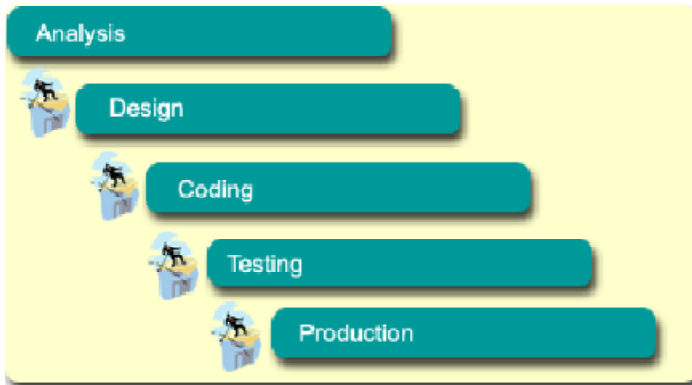 Analysis
Design
Coding
Testing
Production